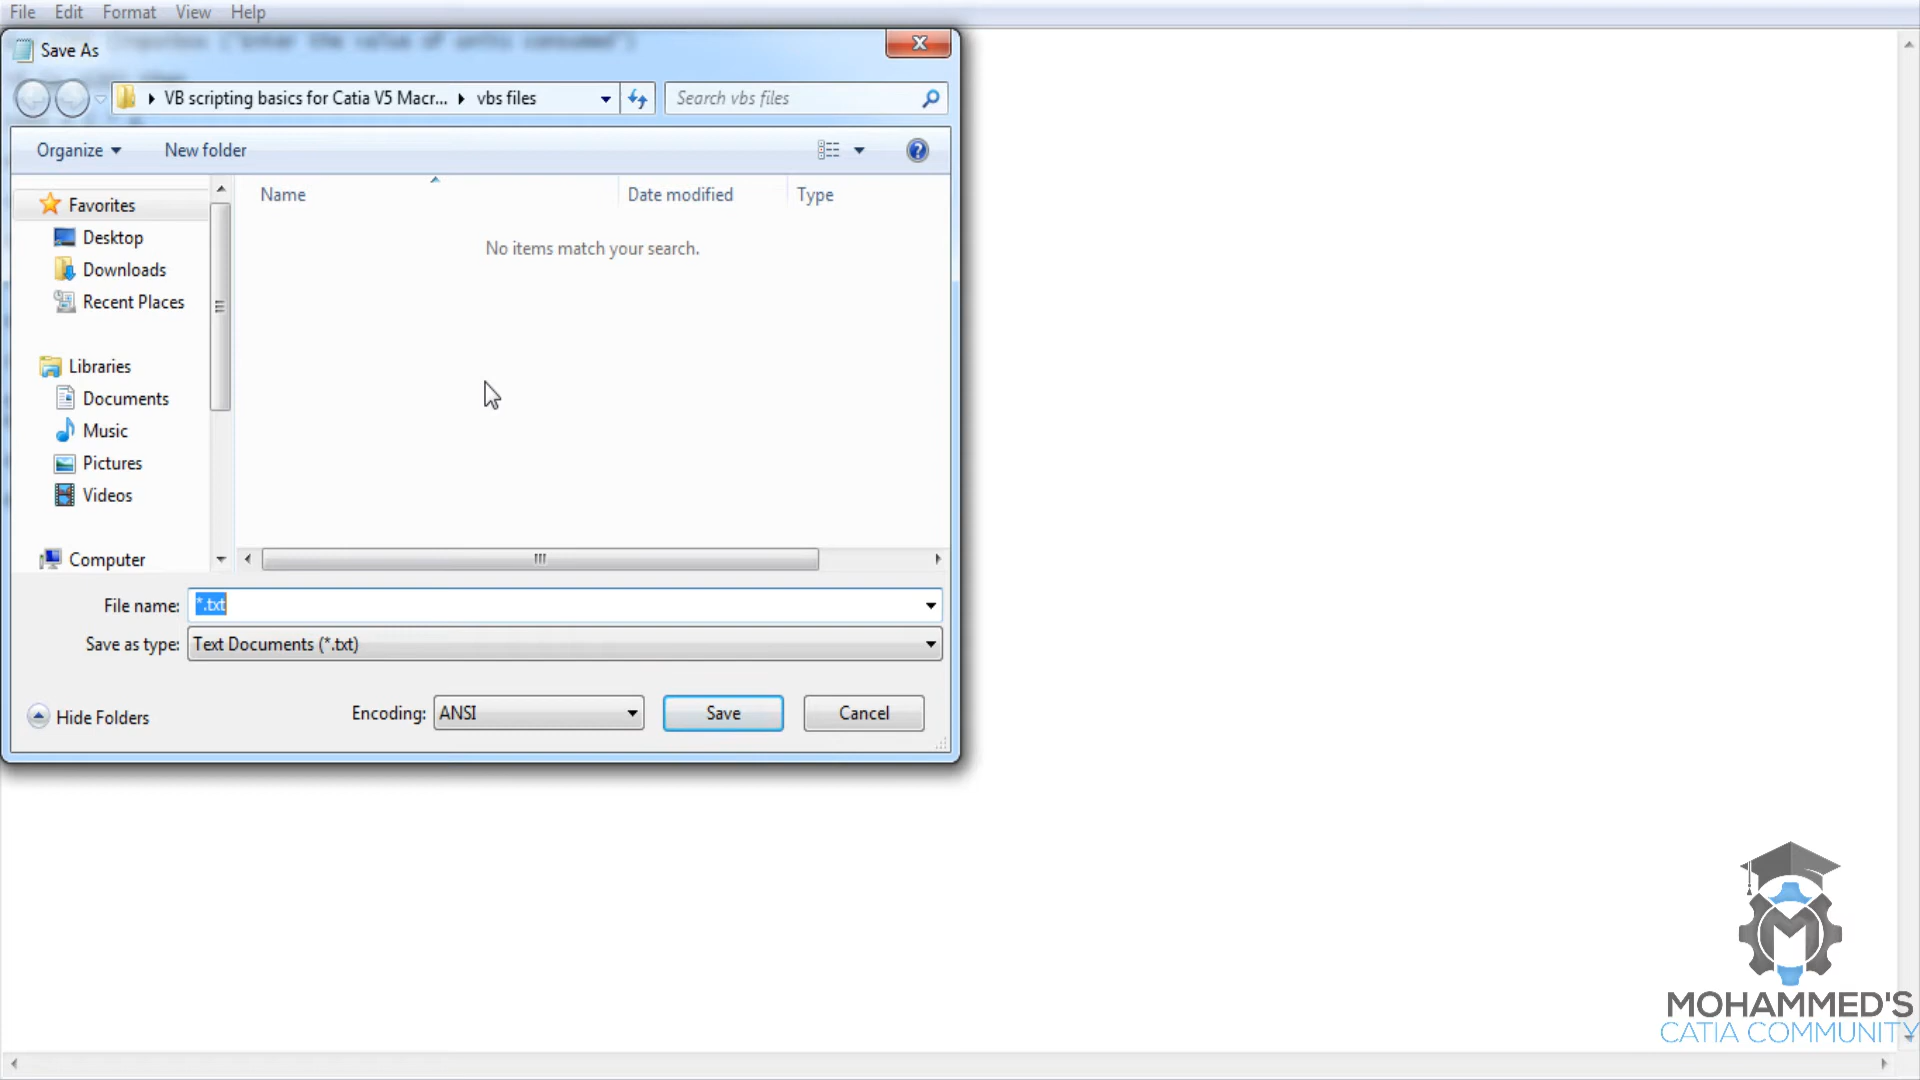 File Edit Format View Help
Save As
VB scripting basics for Catia V5 Macr... vbs files
Search vbs files
Organize New folder
Name Date modified Type
No items match your search.
Favorites
Desktop
Downloads
Recent Places
Libraries
Documents
Music
Pictures
Videos
Computer
File name: *.txt
Save as type: Text Documents (*.txt)
Hide Folders Encoding: ANSI Save Cancel
MOHAMMED'S
CATIA COMMUNITY